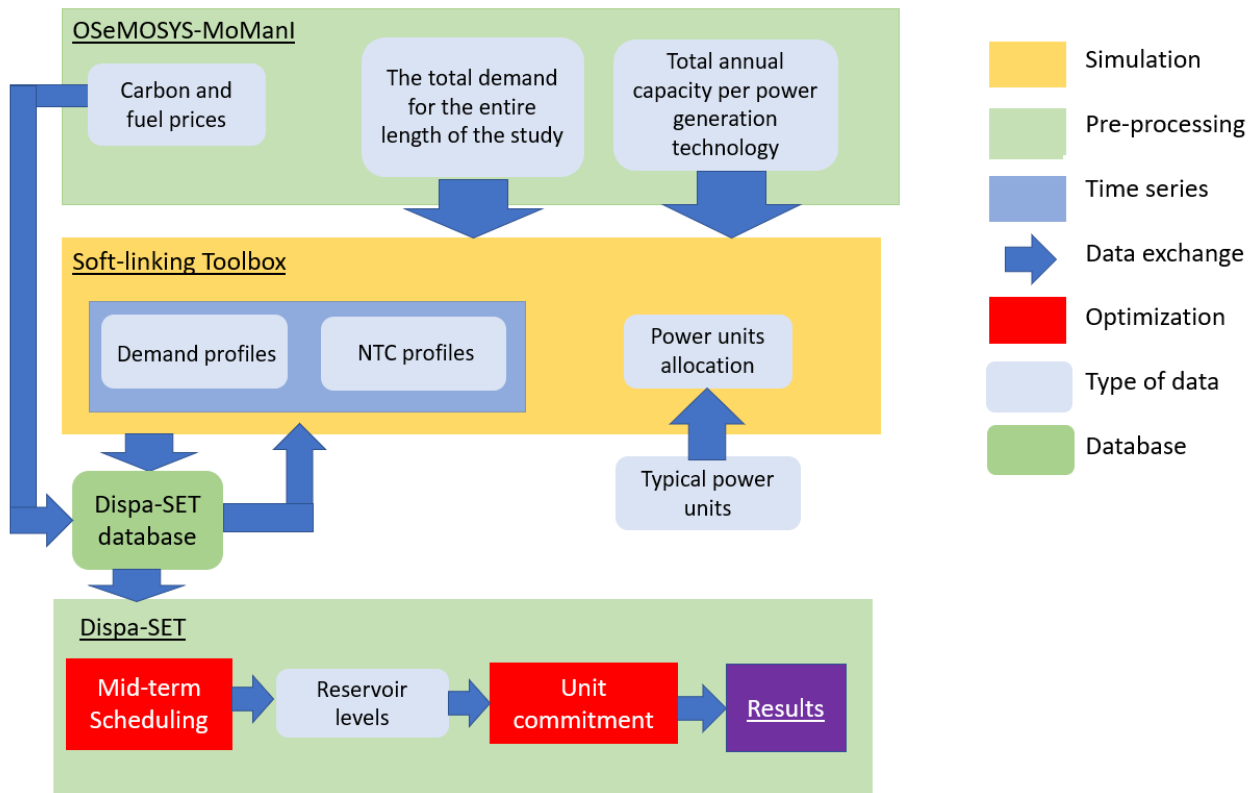 OSeMOSYS-MoManI
Carbon and
fuel prices
The total demand
for the entire
length of the study
Total annual
capacity per power
generation
technology
Soft-linking Toolbox
Demand profiles
NTC profiles
Power units
allocation
Typical power
units
Dispa-SET
database
Dispa-SET
Mid-term
Scheduling
Reservoir
levels
Unit
commitment
Results
Simulation
Pre-processing
Time series
Data exchange
Optimization
Type of data
Database